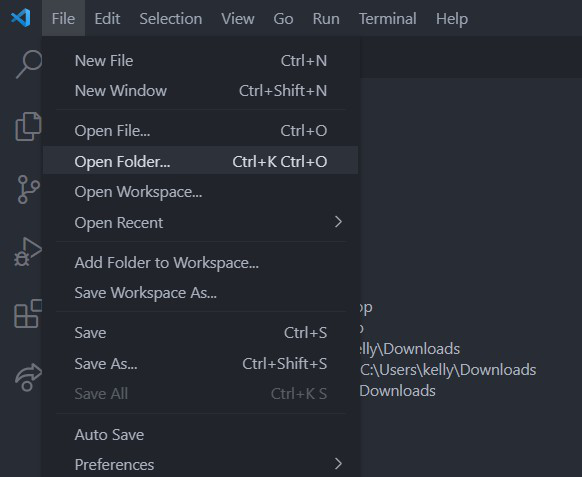 File Edit Selection View Go Run Terminal Help
New File Ctrl+N
New Window Ctrl+Shift+N
Open File... Ctrl+O
Open Folder... Ctrl+K Ctrl+O
Open Workspace...
Open Recent
Add Folder to Workspace...
Save Workspace As...
op
Save Ctrl+S
elly\Downloads
Save As... Ctrl+Shift+S
C:\Users\kelly\Downloads
Save All Ctrl+K S
Downloads
Auto Save
Preferences